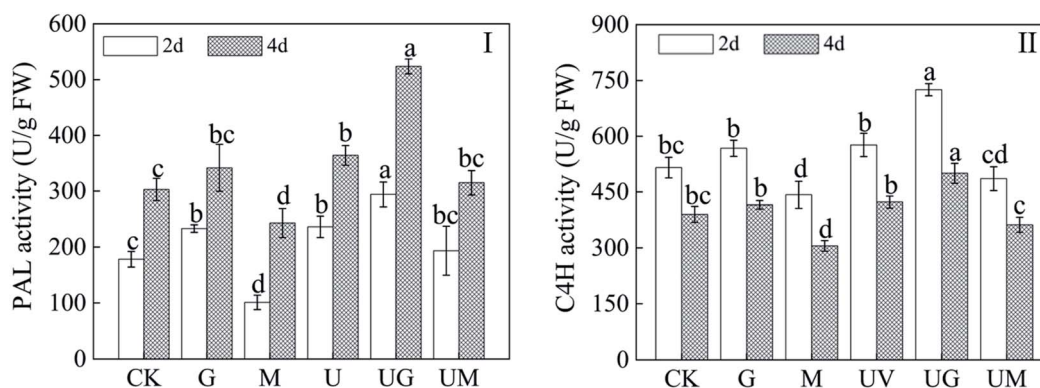 PAL activity (U/g FW)
600
500
400
300
200
100
0
2d 4d
I
c c
b bc
d d
b b
a a
bc bc
CK G M U UG UM
C4H activity (U/g FW)
900
750
600
450
300
150
0
2d 4d
II
bc bc
b b
d d
b b
a a
cd c
CK G M UV UG UM